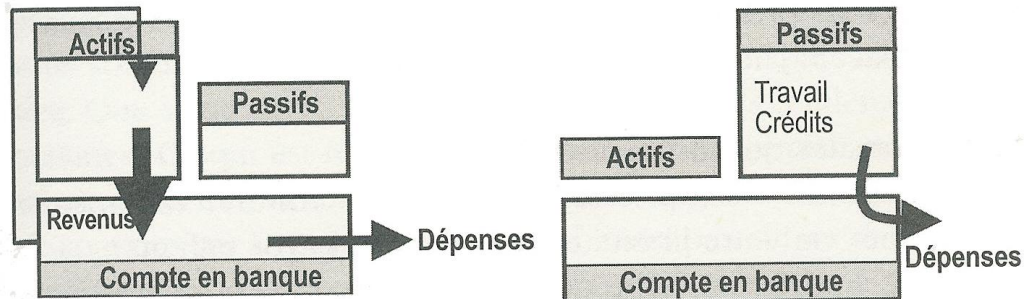 Actifs
Passifs
Revenus
Dépenses
Compte en banque
Passifs
Travail
Crédits
Actifs
Dépenses
Compte en banque